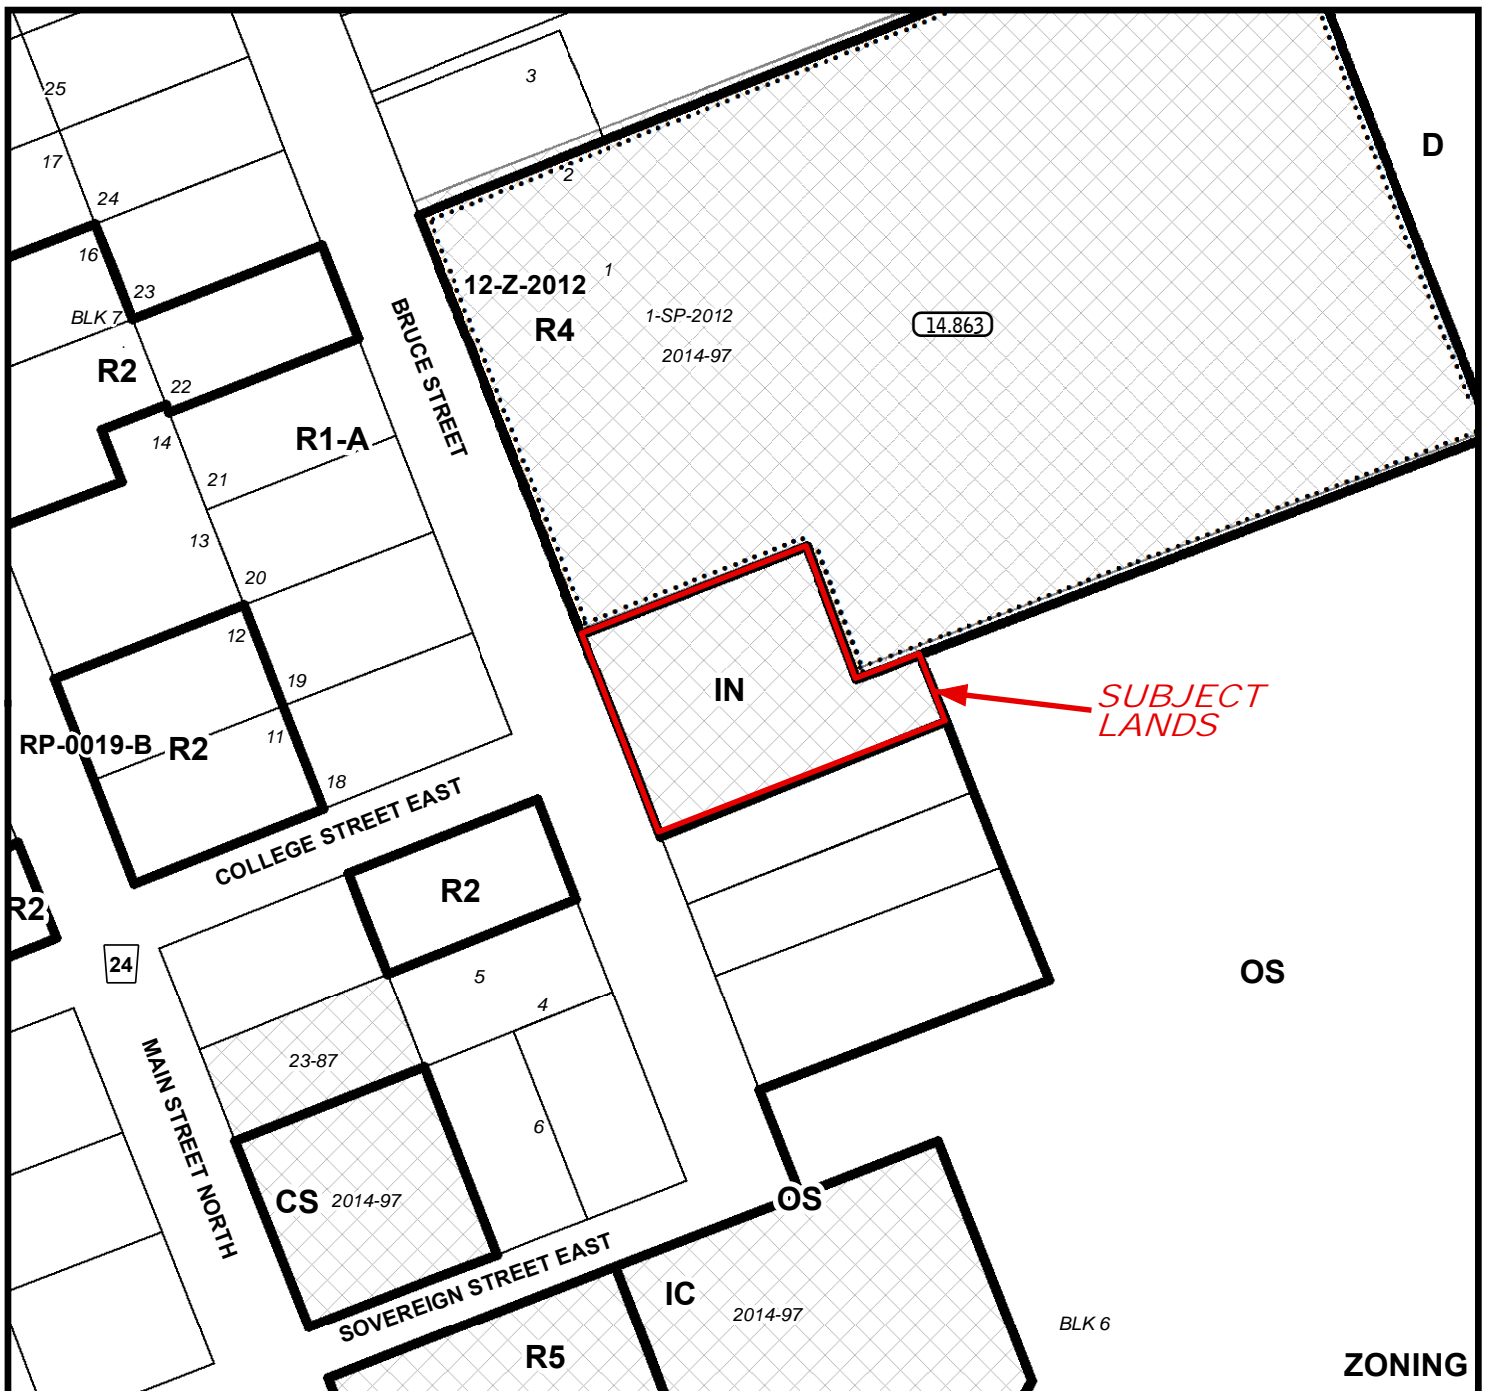 3
25
D
17
2
24
16
1
12-Z-2012
23
1-SP-2012
BLK 7
14.863
R4
2014-97
R2
BRUCE STREET
22
R1-A
14
21
13
20
12
19
IN
SUBJECT
LANDS
RP-0019-B
R2
11
18
COLLEGE STREET EAST
R2
R2
24
5
OS
4
23-87
MAIN STREET NORTH
6
CS
2014-97
OS
SOVEREIGN STREET EAST
IC
2014-97
BLK 6
R5
ZONING